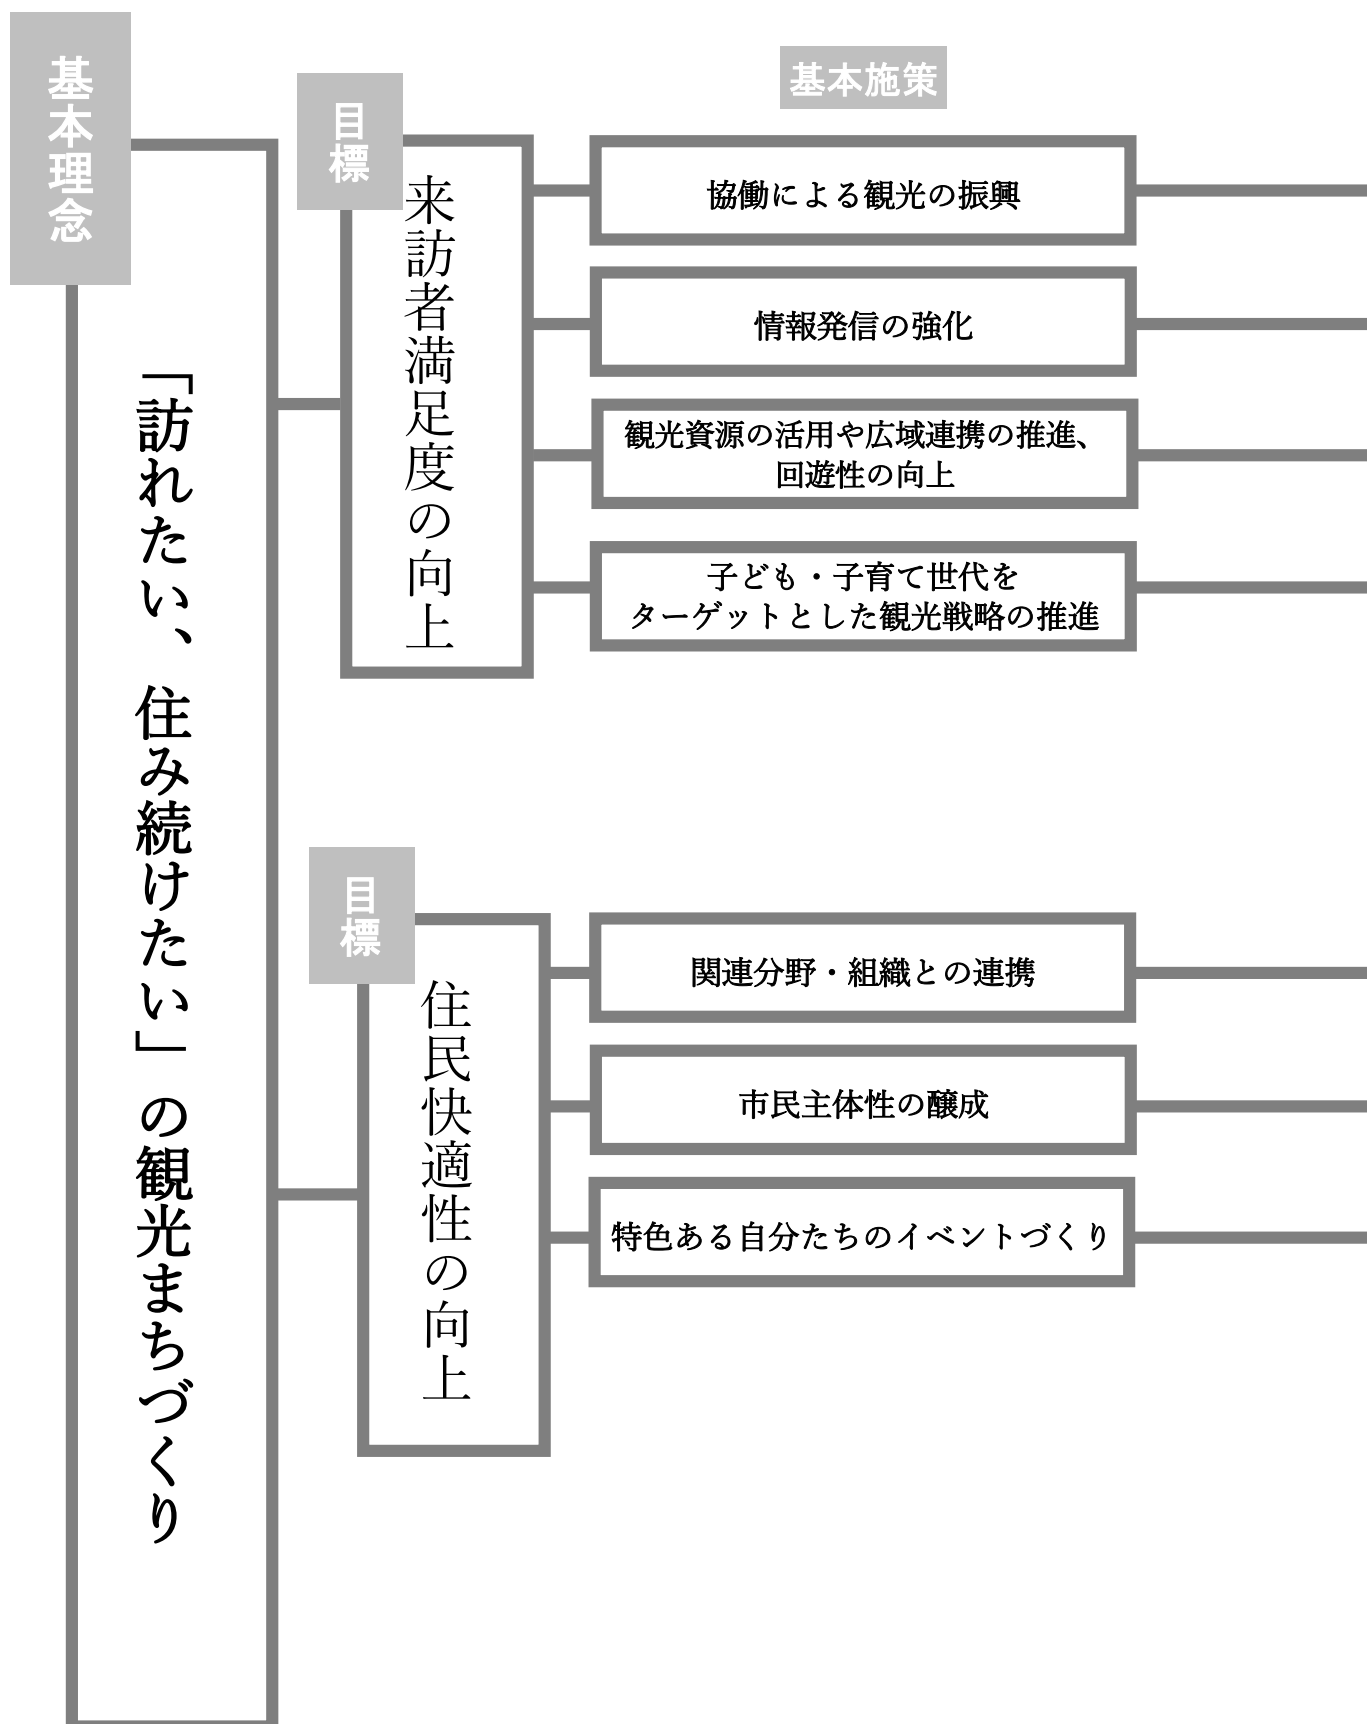 基本理念
「訪れたい、住み続けたい」の観光まちづくり
目標
来訪者満足度の向上
基本施策
協働による観光の振興
情報発信の強化
観光資源の活用や広域連携の推進、
回遊性の向上
子ども・子育て世代を
ターゲットとした観光戦略の推進
目標
住民快適性の向上
関連分野・組織との連携
市民主体性の醸成
特色ある自分たちのイベントづくり